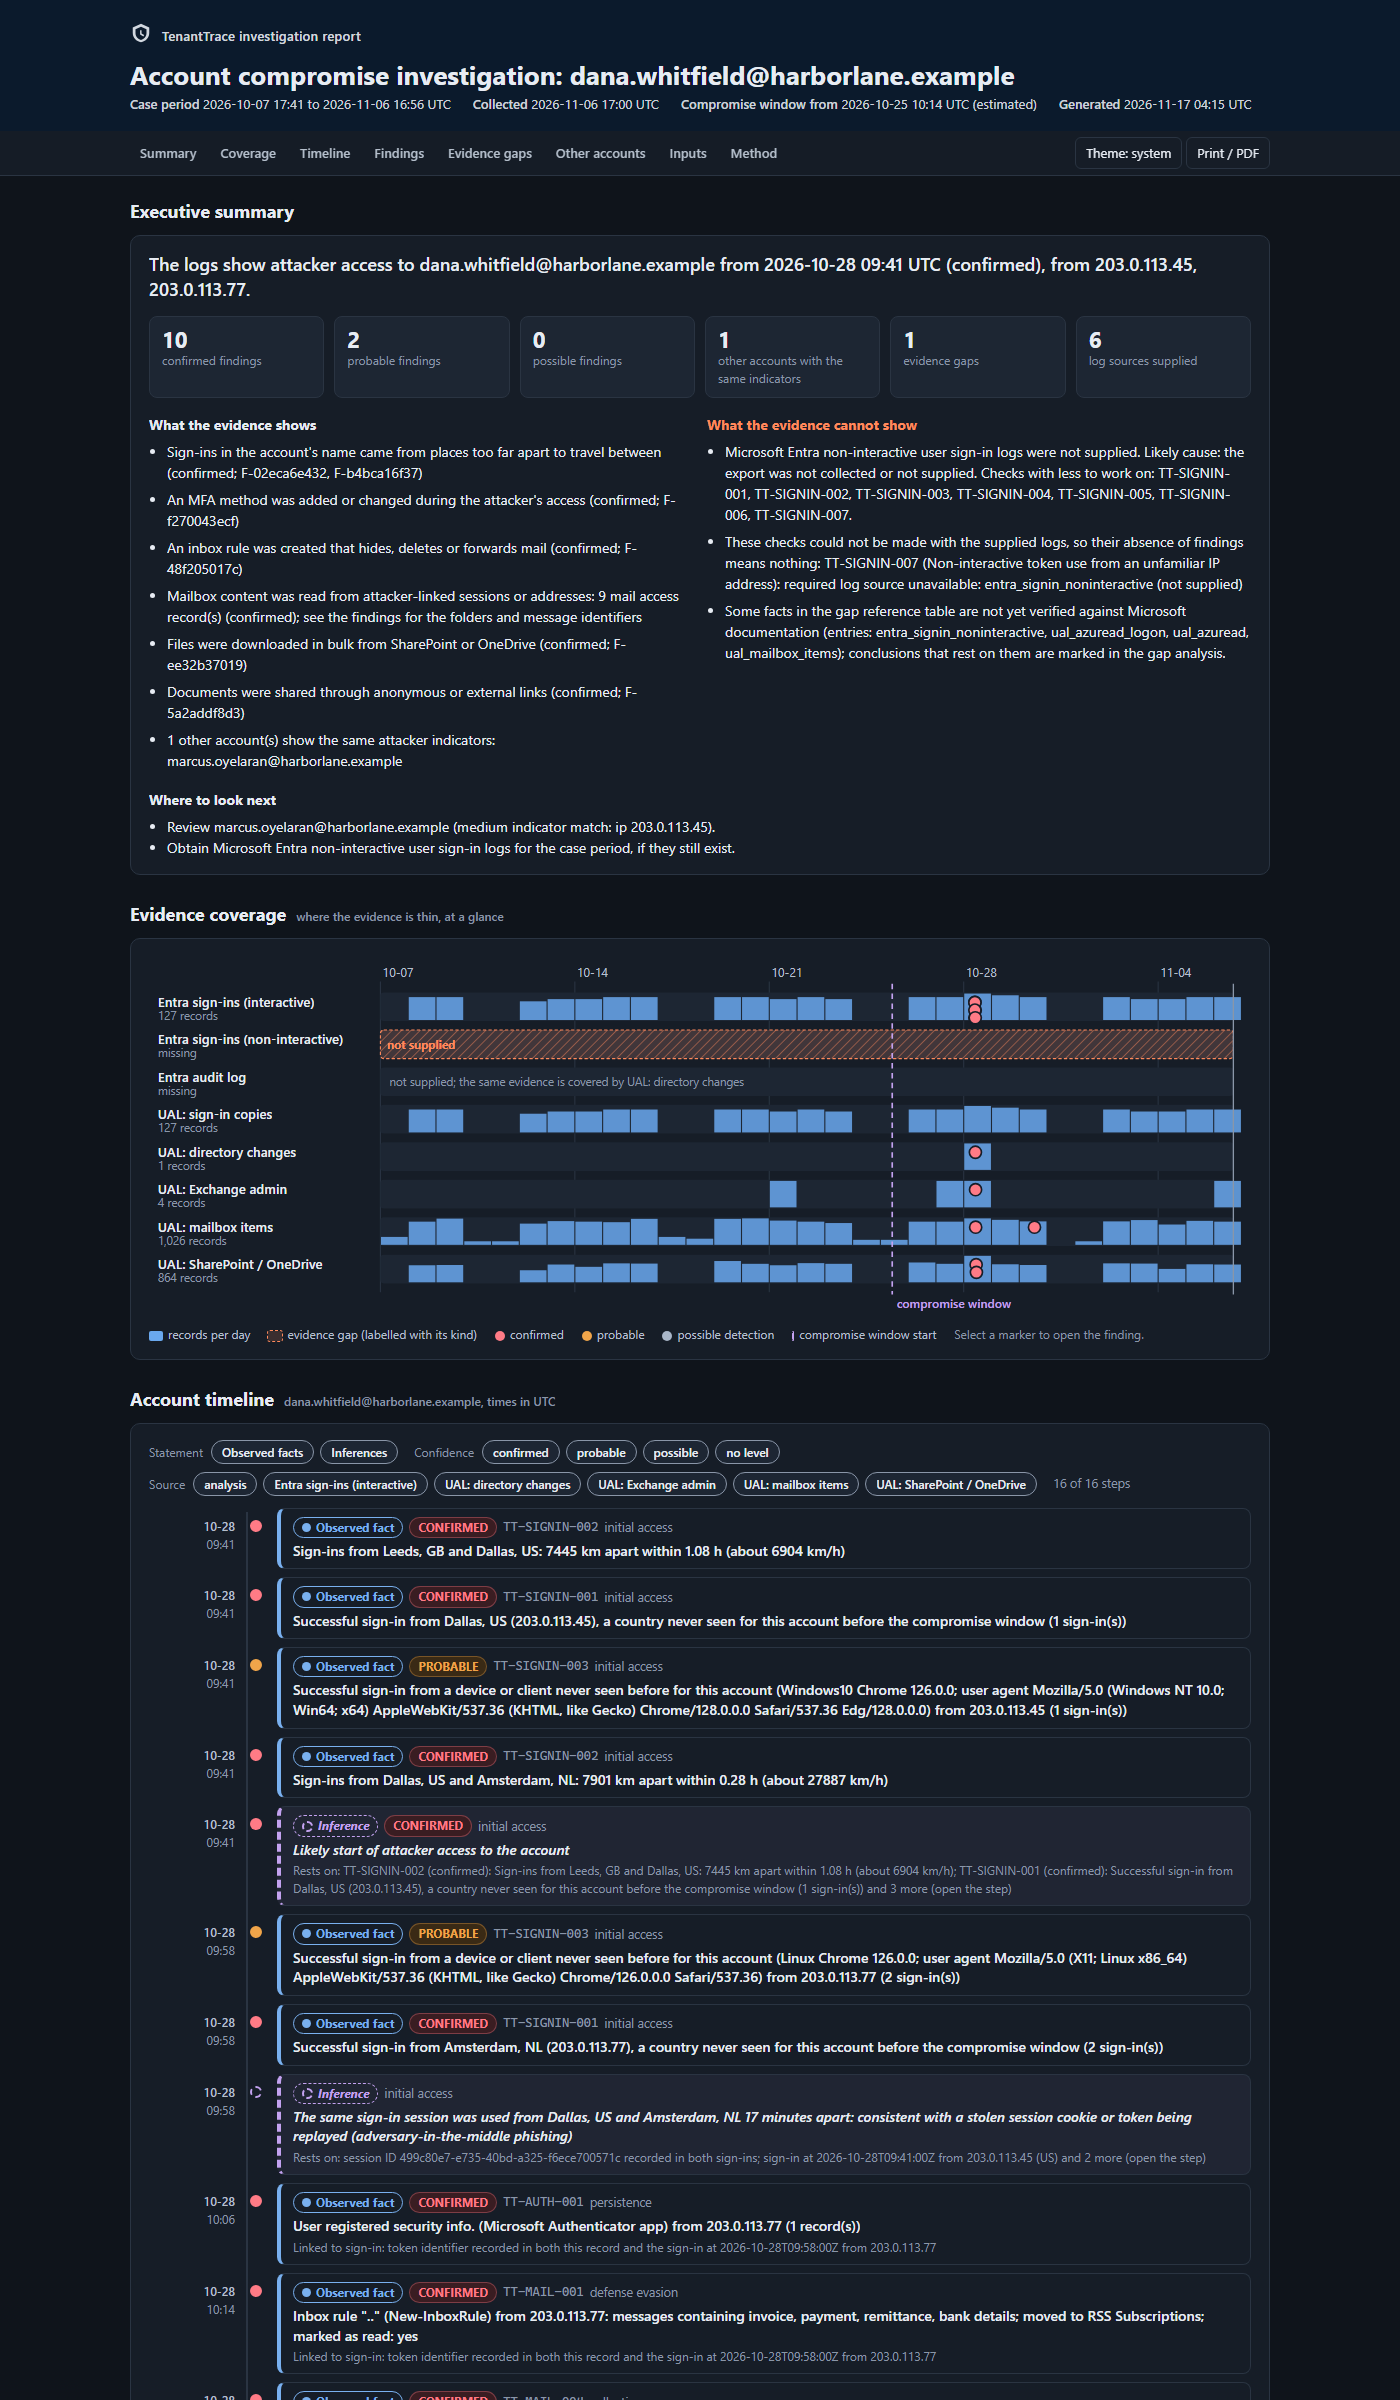 TenantTrace investigation report
Account compromise investigation: dana.whitfield@harborlane.example
Case period 2026-10-07 17:41 to 2026-11-06 16:56 UTC Collected 2026-11-06 17:00 UTC Compromise window from 2026-10-25 10:14 UTC (estimated) Generated 2026-11-17 04:15 UTC
Summary Coverage Timeline Findings Evidence gaps Other accounts Inputs Method Theme: system Print / PDF
Executive summary
The logs show attacker access to dana.whitfield@harborlane.example from 2026-10-28 09:41 UTC (confirmed), from 203.0.113.45,
203.0.113.77.
10
confirmed findings
2
probable findings
0
possible findings
1
other accounts with the
same indicators
1
evidence gaps
6
log sources supplied
What the evidence shows
Sign-ins in the account's name came from places too far apart to travel between
(confirmed; F-02eca6e432, F-b4bca16f37)
An MFA method was added or changed during the attacker's access (confirmed; F-
f270043ecf)
An inbox rule was created that hides, deletes or forwards mail (confirmed; F-
48f205017c)
Mailbox content was read from attacker-linked sessions or addresses: 9 mail access
record(s) (confirmed); see the findings for the folders and message identifiers
Files were downloaded in bulk from SharePoint or OneDrive (confirmed; F-
ee32b37019)
Documents were shared through anonymous or external links (confirmed; F-
5a2addf8d3)
1 other account(s) show the same attacker indicators:
marcus.oyelaran@harborlane.example
What the evidence cannot show
Microsoft Entra non-interactive user sign-in logs were not supplied. Likely cause: the
export was not collected or not supplied. Checks with less to work on: TT-SIGNIN-
001, TT-SIGNIN-002, TT-SIGNIN-003, TT-SIGNIN-004, TT-SIGNIN-005, TT-SIGNIN-
006, TT-SIGNIN-007.
These checks could not be made with the supplied logs, so their absence of findings
means nothing: TT-SIGNIN-007 (Non-interactive token use from an unfamiliar IP
address): required log source unavailable: entra_signin_noninteractive (not supplied)
Some facts in the gap reference table are not yet verified against Microsoft
documentation (entries: entra_signin_noninteractive, ual_azuread_logon, ual_azuread,
ual_mailbox_items); conclusions that rest on them are marked in the gap analysis.
Where to look next
Review marcus.oyelaran@harborlane.example (medium indicator match: ip 203.0.113.45).
Obtain Microsoft Entra non-interactive user sign-in logs for the case period, if they still exist.
Evidence coverage where the evidence is thin, at a glance
10-07 10-14 10-21 10-28 11-04
Entra sign-ins (interactive)
127 records
Entra sign-ins (non-interactive)
missing
not supplied
Entra audit log
missing
not supplied; the same evidence is covered by UAL: directory changes
UAL: sign-in copies
127 records
UAL: directory changes
1 records
UAL: Exchange admin
4 records
UAL: mailbox items
1,026 records
UAL: SharePoint / OneDrive
864 records
compromise window
records per day evidence gap (labelled with its kind) confirmed probable possible detection compromise window start Select a marker to open the finding.
Account timeline dana.whitfield@harborlane.example, times in UTC
Statement Observed facts Inferences Confidence confirmed probable possible no level
Source analysis Entra sign-ins (interactive) UAL: directory changes UAL: Exchange admin UAL: mailbox items UAL: SharePoint / OneDrive 16 of 16 steps
10-28
09:41
Observed fact CONFIRMED TT-SIGNIN-002 initial access
Sign-ins from Leeds, GB and Dallas, US: 7445 km apart within 1.08 h (about 6904 km/h)
10-28
09:41
Observed fact CONFIRMED TT-SIGNIN-001 initial access
Successful sign-in from Dallas, US (203.0.113.45), a country never seen for this account before the compromise window (1 sign-in(s))
10-28
09:41
Observed fact PROBABLE TT-SIGNIN-003 initial access
Successful sign-in from a device or client never seen before for this account (Windows10 Chrome 126.0.0; user agent Mozilla/5.0 (Windows NT 10.0;
Win64; x64) AppleWebKit/537.36 (KHTML, like Gecko) Chrome/128.0.0.0 Safari/537.36 Edg/128.0.0.0) from 203.0.113.45 (1 sign-in(s))
10-28
09:41
Observed fact CONFIRMED TT-SIGNIN-002 initial access
Sign-ins from Dallas, US and Amsterdam, NL: 7901 km apart within 0.28 h (about 27887 km/h)
10-28
09:41
Inference CONFIRMED initial access
Likely start of attacker access to the account
Rests on: TT-SIGNIN-002 (confirmed): Sign-ins from Leeds, GB and Dallas, US: 7445 km apart within 1.08 h (about 6904 km/h); TT-SIGNIN-001 (confirmed): Successful sign-in from
Dallas, US (203.0.113.45), a country never seen for this account before the compromise window (1 sign-in(s)) and 3 more (open the step)
10-28
09:58
Observed fact PROBABLE TT-SIGNIN-003 initial access
Successful sign-in from a device or client never seen before for this account (Linux Chrome 126.0.0; user agent Mozilla/5.0 (X11; Linux x86_64)
AppleWebKit/537.36 (KHTML, like Gecko) Chrome/126.0.0.0 Safari/537.36) from 203.0.113.77 (2 sign-in(s))
10-28
09:58
Observed fact CONFIRMED TT-SIGNIN-001 initial access
Successful sign-in from Amsterdam, NL (203.0.113.77), a country never seen for this account before the compromise window (2 sign-in(s))
10-28
09:58
Inference initial access
The same sign-in session was used from Dallas, US and Amsterdam, NL 17 minutes apart: consistent with a stolen session cookie or token being
replayed (adversary-in-the-middle phishing)
Rests on: session ID 499c80e7-e735-40bd-a325-f6ece700571c recorded in both sign-ins; sign-in at 2026-10-28T09:41:00Z from 203.0.113.45 (US) and 2 more (open the step)
10-28
10:06
Observed fact CONFIRMED TT-AUTH-001 persistence
User registered security info. (Microsoft Authenticator app) from 203.0.113.77 (1 record(s))
Linked to sign-in: token identifier recorded in both this record and the sign-in at 2026-10-28T09:58:00Z from 203.0.113.77
10-28
10:14
Observed fact CONFIRMED TT-MAIL-001 defense evasion
Inbox rule ".." (New-InboxRule) from 203.0.113.77: messages containing invoice, payment, remittance, bank details; moved to RSS Subscriptions;
marked as read: yes
Linked to sign-in: token identifier recorded in both this record and the sign-in at 2026-10-28T09:58:00Z from 203.0.113.77